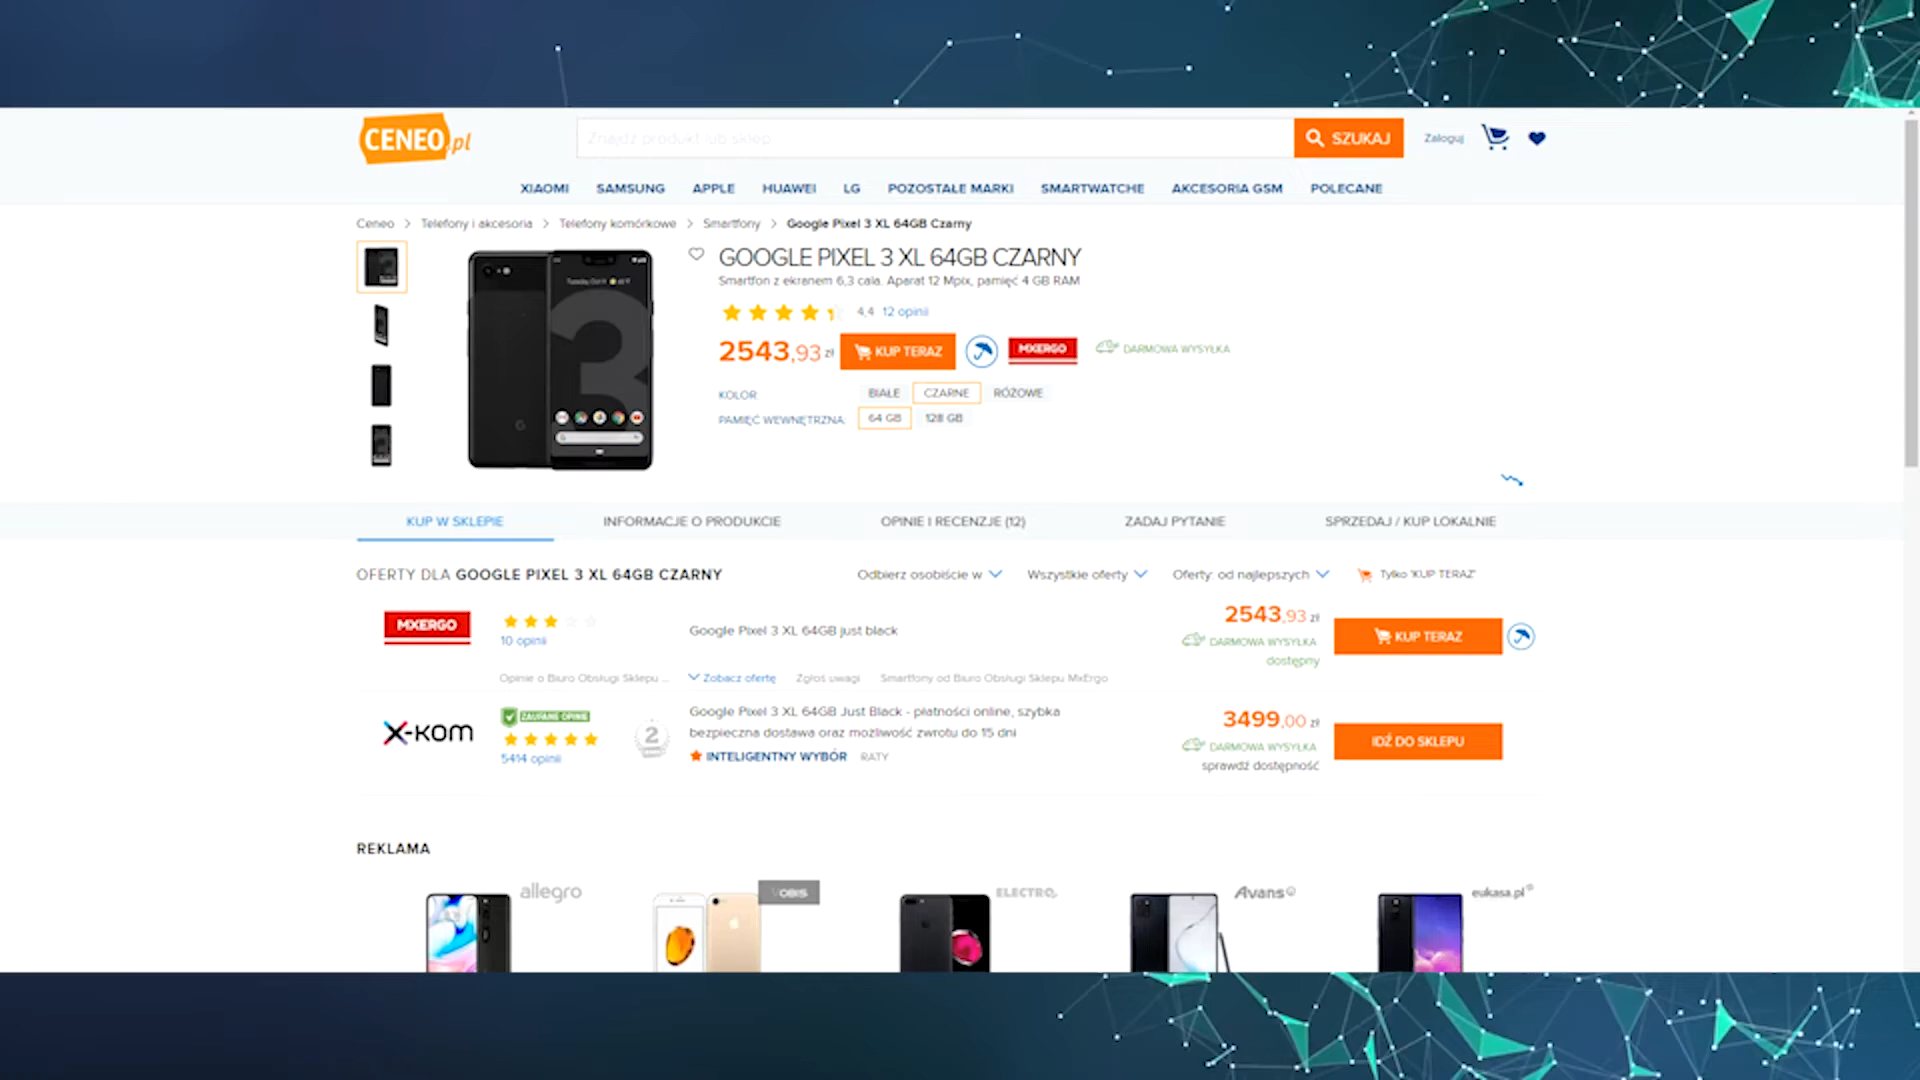 CENEO.pl
Znajdź produkt lub sklep
SZUKAJ
Zaloguj
XIAOMI SAMSUNG APPLE HUAWEI LG POZOSTAŁE MARKI SMARTWATCHE AKCESORIA GSM POLECANE
Ceneo > Telefony i akcesoria > Telefony komórkowe > Smartfony > Google Pixel 3 XL 64GB Czarny
GOOGLE PIXEL 3 XL 64GB CZARNY
Smartfon z ekranem 6,3 cala. Aparat 12 Mpix, pamięć 4 GB RAM
4,4 12 opinii
2543,93 zł KUP TERAZ MXERGO DARMOWA WYSYŁKA
KOLOR: BIAŁE CZARNE RÓŻOWE
PAMIĘĆ WEWNĘTRZNA: 64 GB 128 GB
KUP W SKLEPIE INFORMACJE O PRODUKCIE OPINIE I RECENZJE (12) ZADAJ PYTANIE SPRZEDAJ / KUP LOKALNIE
OFERTY DLA GOOGLE PIXEL 3 XL 64GB CZARNY Odbierz osobiście w Wszystkie oferty Oferty: od najlepszych Tylko 'KUP TERAZ'
MXERGO
10 opinii
Google Pixel 3 XL 64GB just black
2543,93 zł
DARMOWA WYSYŁKA
dostępny
KUP TERAZ
Opinie o Biuro Obsługi Sklepu ... Zobacz ofertę Zgłoś uwagi Smartfony od Biuro Obsługi Sklepu MxErgo
X-KOM
ZAUFANE OPINIE
5414 opinii
2
Google Pixel 3 XL 64GB Just Black - płatności online, szybka
bezpieczna dostawa oraz możliwość zwrotu do 15 dni
INTELIGENTNY WYBÓR RATY
3499,00 zł
DARMOWA WYSYŁKA
sprawdź dostępność
IDŹ DO SKLEPU
REKLAMA
allegro
VOBIS
ELECTRO.
Avans
eukasa.pl